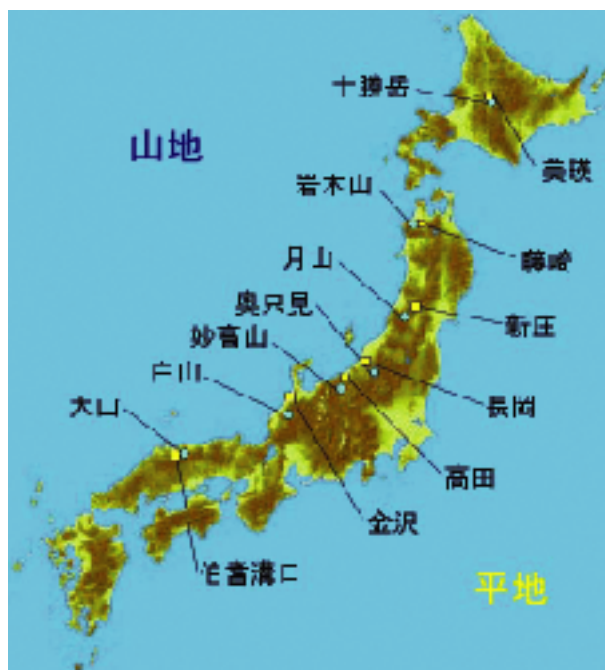 十勝岳
山地
美瑛
岩木山
藤崎
月山
奥只見
新庄
妙高山
白山
長岡
大山
高田
金沢
伯耆溝口
平地